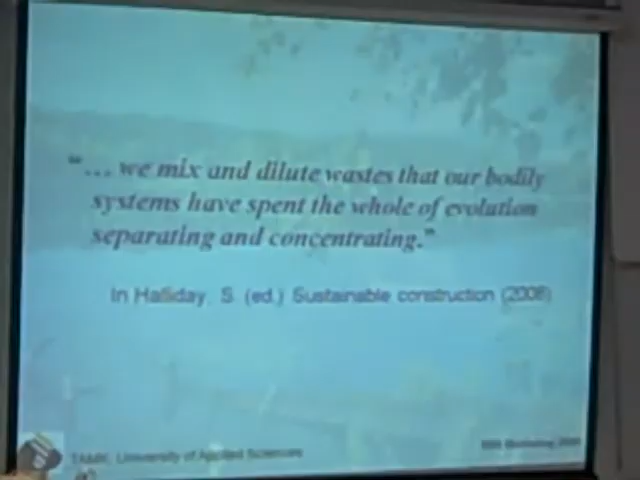 “... we mix and dilute wastes that our bodily
systems have spent the whole of evolution
separating and concentrating.”
In Halliday, S. (ed.) Sustainable construction (2008)
TAMK, University of Applied Sciences